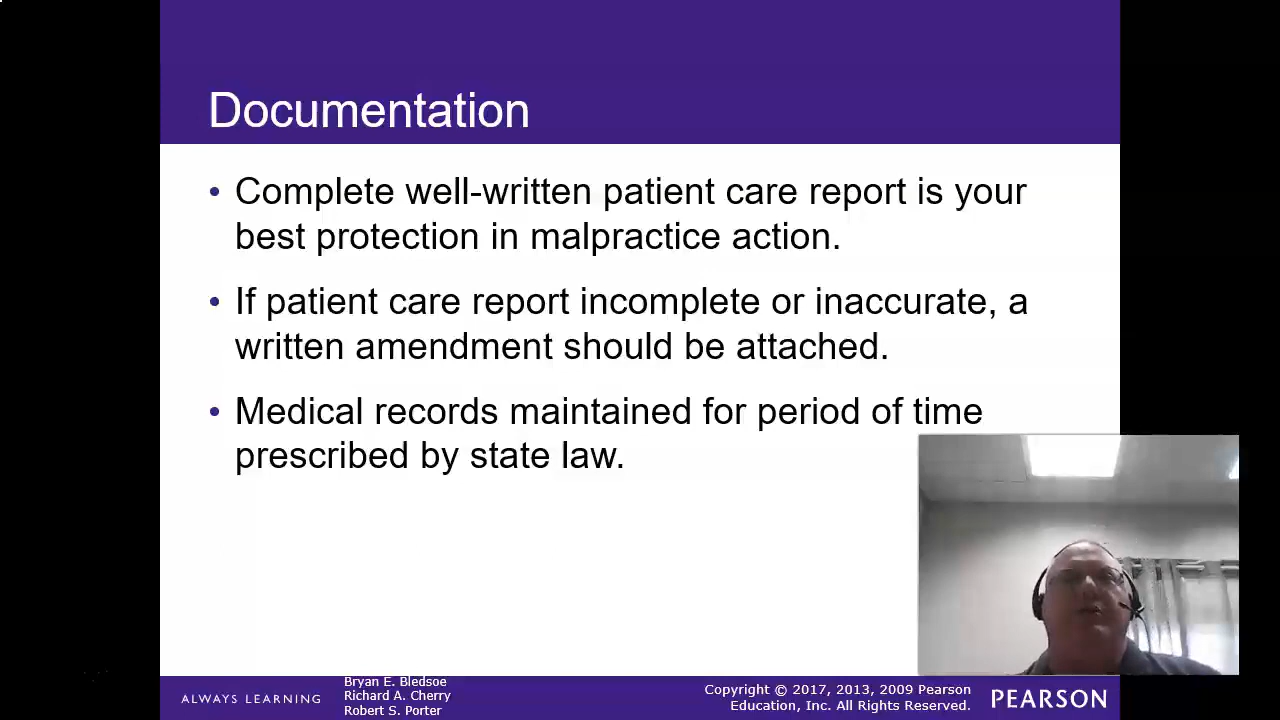 Documentation
• Complete well-written patient care report is your
best protection in malpractice action.
• If patient care report incomplete or inaccurate, a
written amendment should be attached.
• Medical records maintained for period of time
prescribed by state law.
ALWAYS LEARNING
Bryan E. Bledsoe
Richard A. Cherry
Robert S. Porter
Copyright © 2017, 2013, 2009 Pearson
Education, Inc. All Rights Reserved.
PEARSON